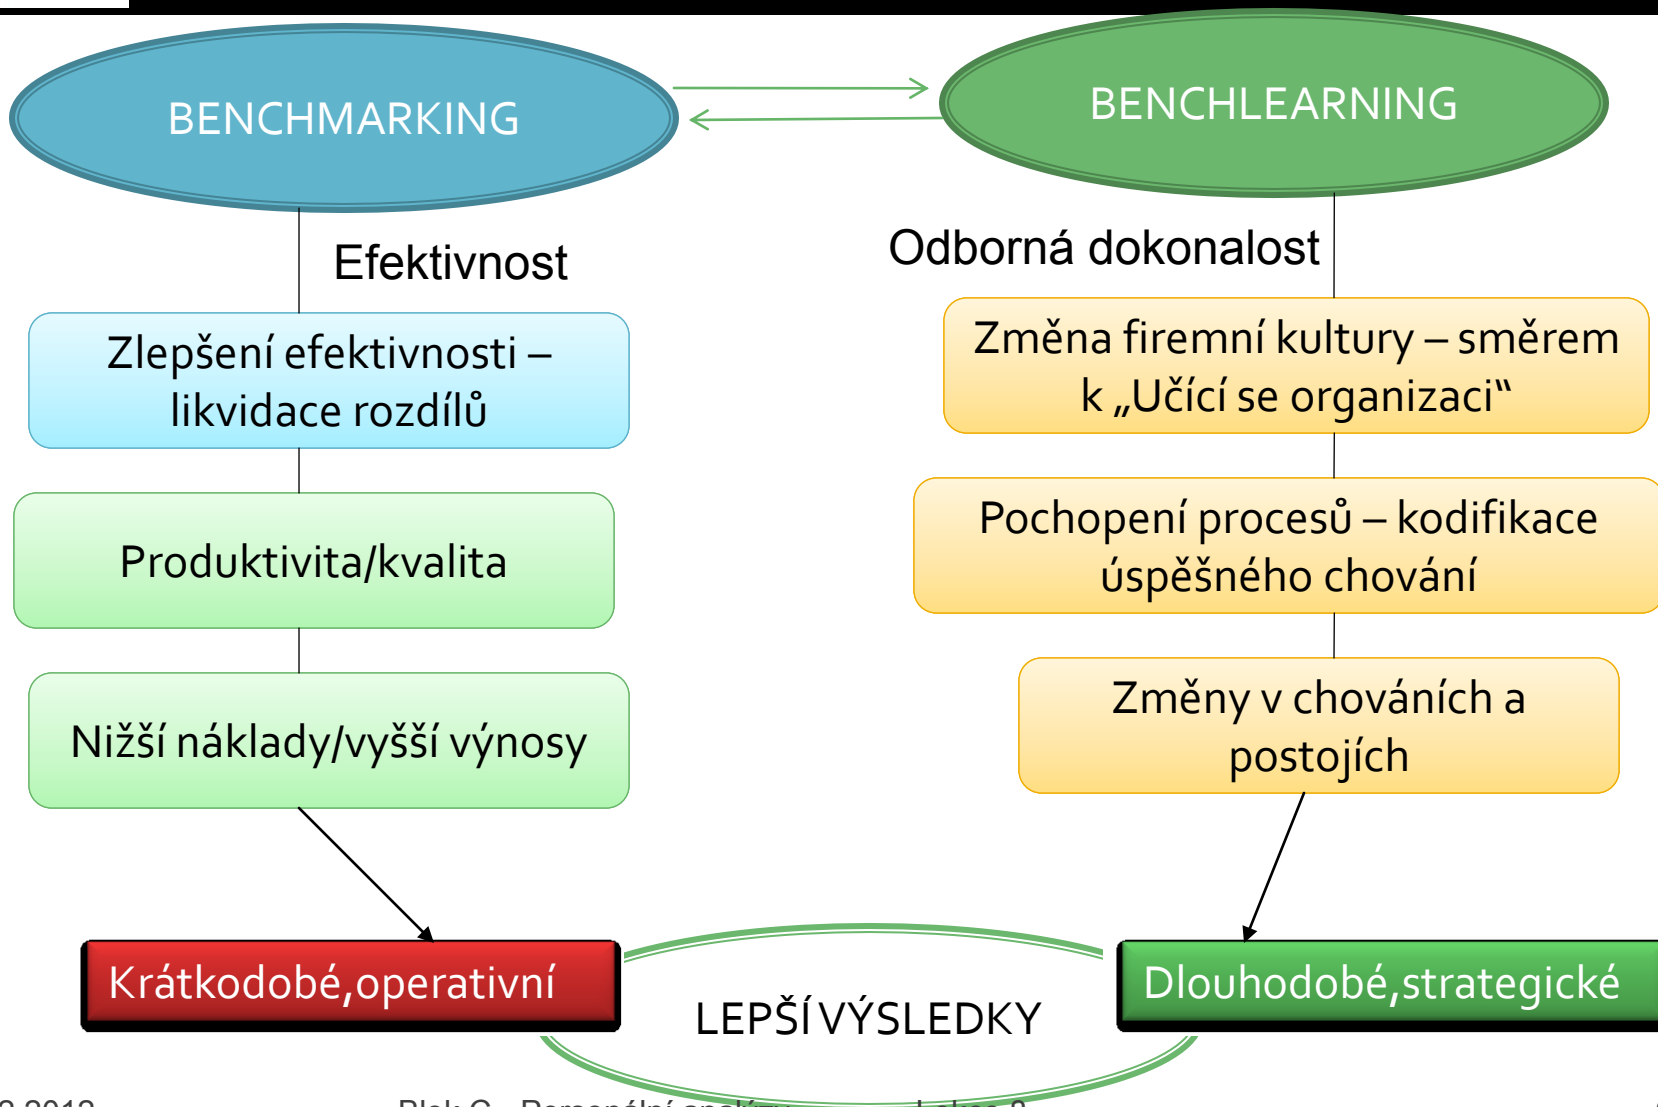 BENCHMARKING
BENCHLEARNING
Efektivnost
Odborná dokonalost
Zlepšení efektivnosti –
likvidace rozdílů
Změna firemní kultury – směrem
k „Učící se organizaci“
Produktivita/kvalita
Pochopení procesů – kodifikace
úspěšného chování
Nižší náklady/vyšší výnosy
Změny v chováních a
postojích
Krátkodobé,operativní
LEPŠÍ VÝSLEDKY
Dlouhodobé,strategické